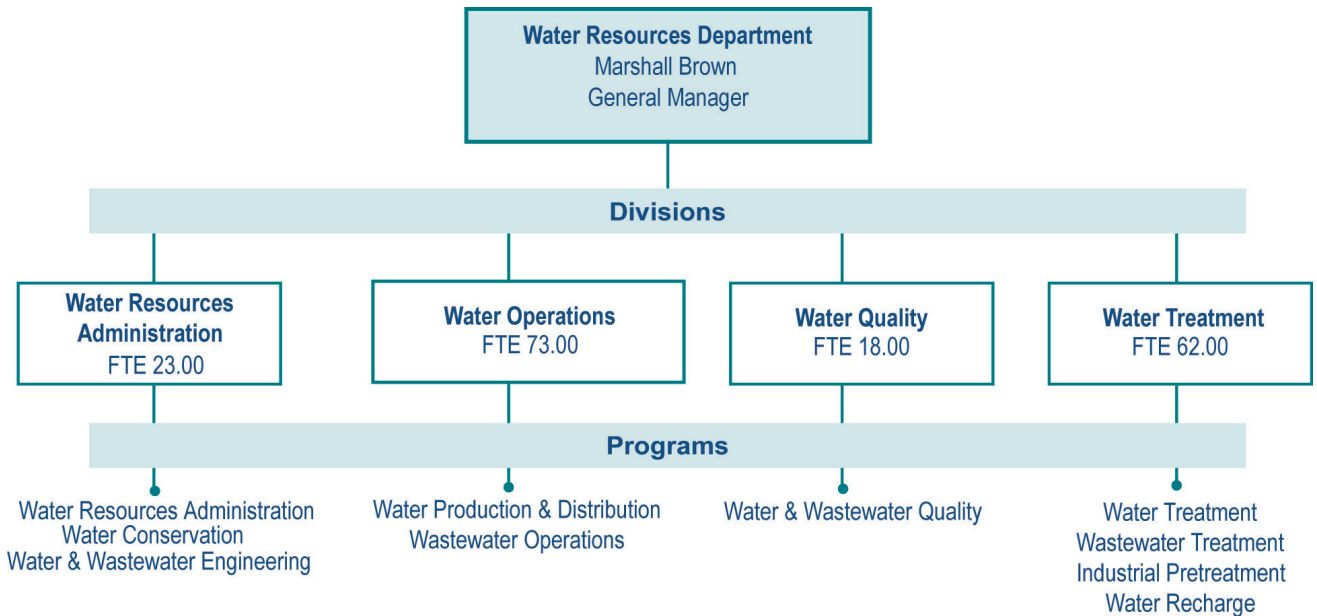 Water Resources Department
Marshall Brown
General Manager
Divisions
Water Resources
Administration
FTE 23.00
Water Operations
FTE 73.00
Water Quality
FTE 18.00
Water Treatment
FTE 62.00
Programs
Water Resources Administration
Water Conservation
Water & Wastewater Engineering
Water Production & Distribution
Wastewater Operations
Water & Wastewater Quality
Water Treatment
Wastewater Treatment
Industrial Pretreatment
Water Recharge